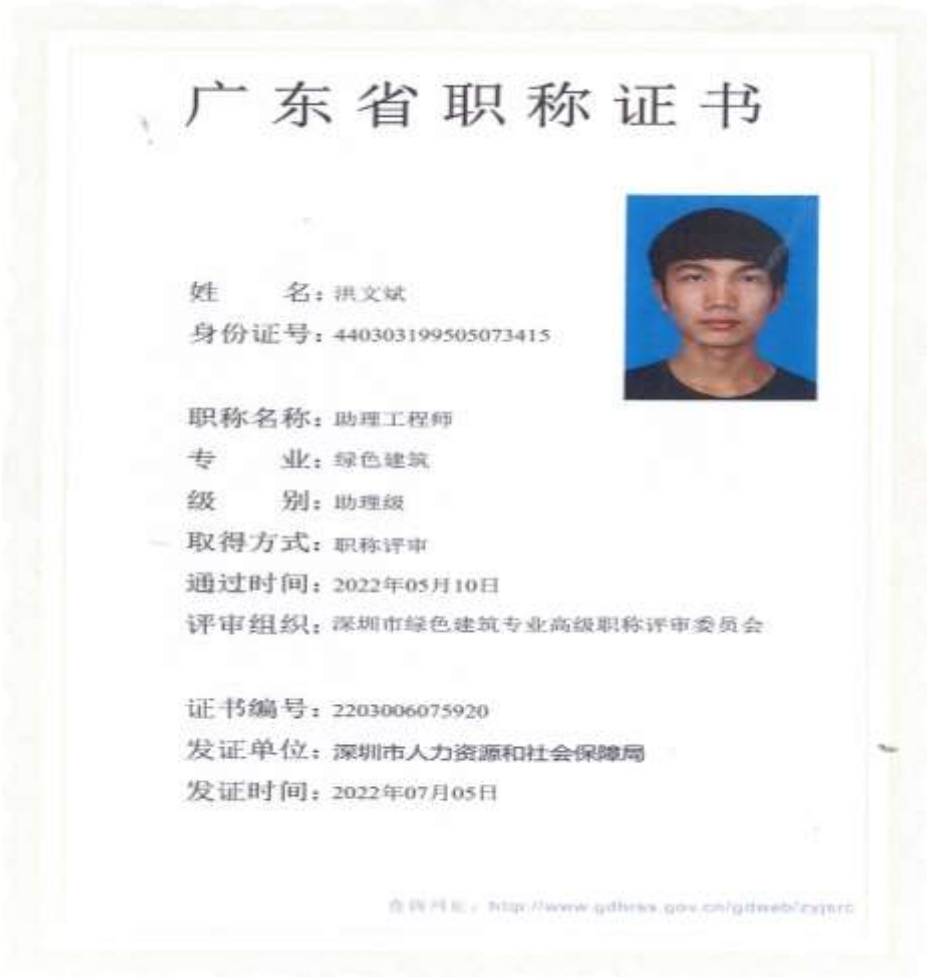 广东省职称证书
姓 名：洪文斌
身份证号：440303199505073415
职称名称：助理工程师
专 业：绿色建筑
级 别：助理级
取得方式：职称评审
通过时间：2022年05月10日
评审组织：深圳市绿色建筑专业高级职称评审委员会
证书编号：2203006075920
发证单位：深圳市人力资源和社会保障局
发证时间：2022年07月05日
查询网址：http://www.gdhrss.gov.cn/gdweb/zyjsrc